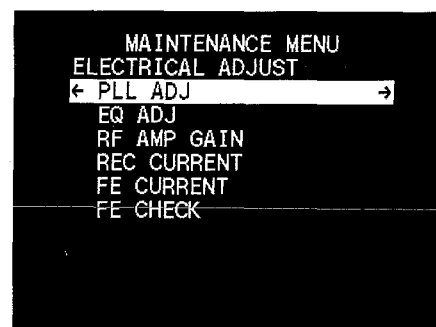 MAINTENANCE MENU
ELECTRICAL ADJUST
← PLL ADJ →
EQ ADJ
RF AMP GAIN
REC CURRENT
FE CURRENT
FE CHECK